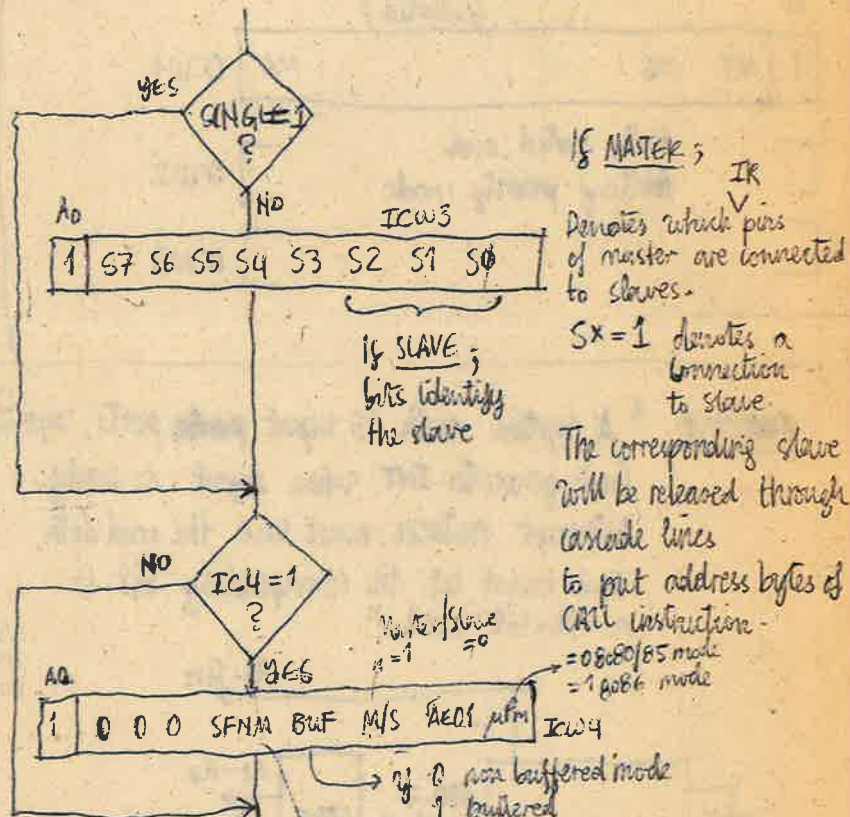 YES
SINGLE=1
?
NO
A0
ICW3
1 S7 S6 S5 S4 S3 S2 S1 S0
if SLAVE ;
bits identify
the slave
If MASTER ;
IR
Denotes which pins
of master are connected
to slaves.
SX=1 denotes a
connection
to slave.
The corresponding slave
will be released through
cascade lines
to put address bytes of
CALL instruction.
=0 8080/85 mode
=1 8086 mode
NO
IC4=1
?
YES
Master/Slave
=1 =0
A0
1 0 0 0 SFNM BUF M/S AEOI µPM
ICW4
if 0 non buffered mode
1 buffered